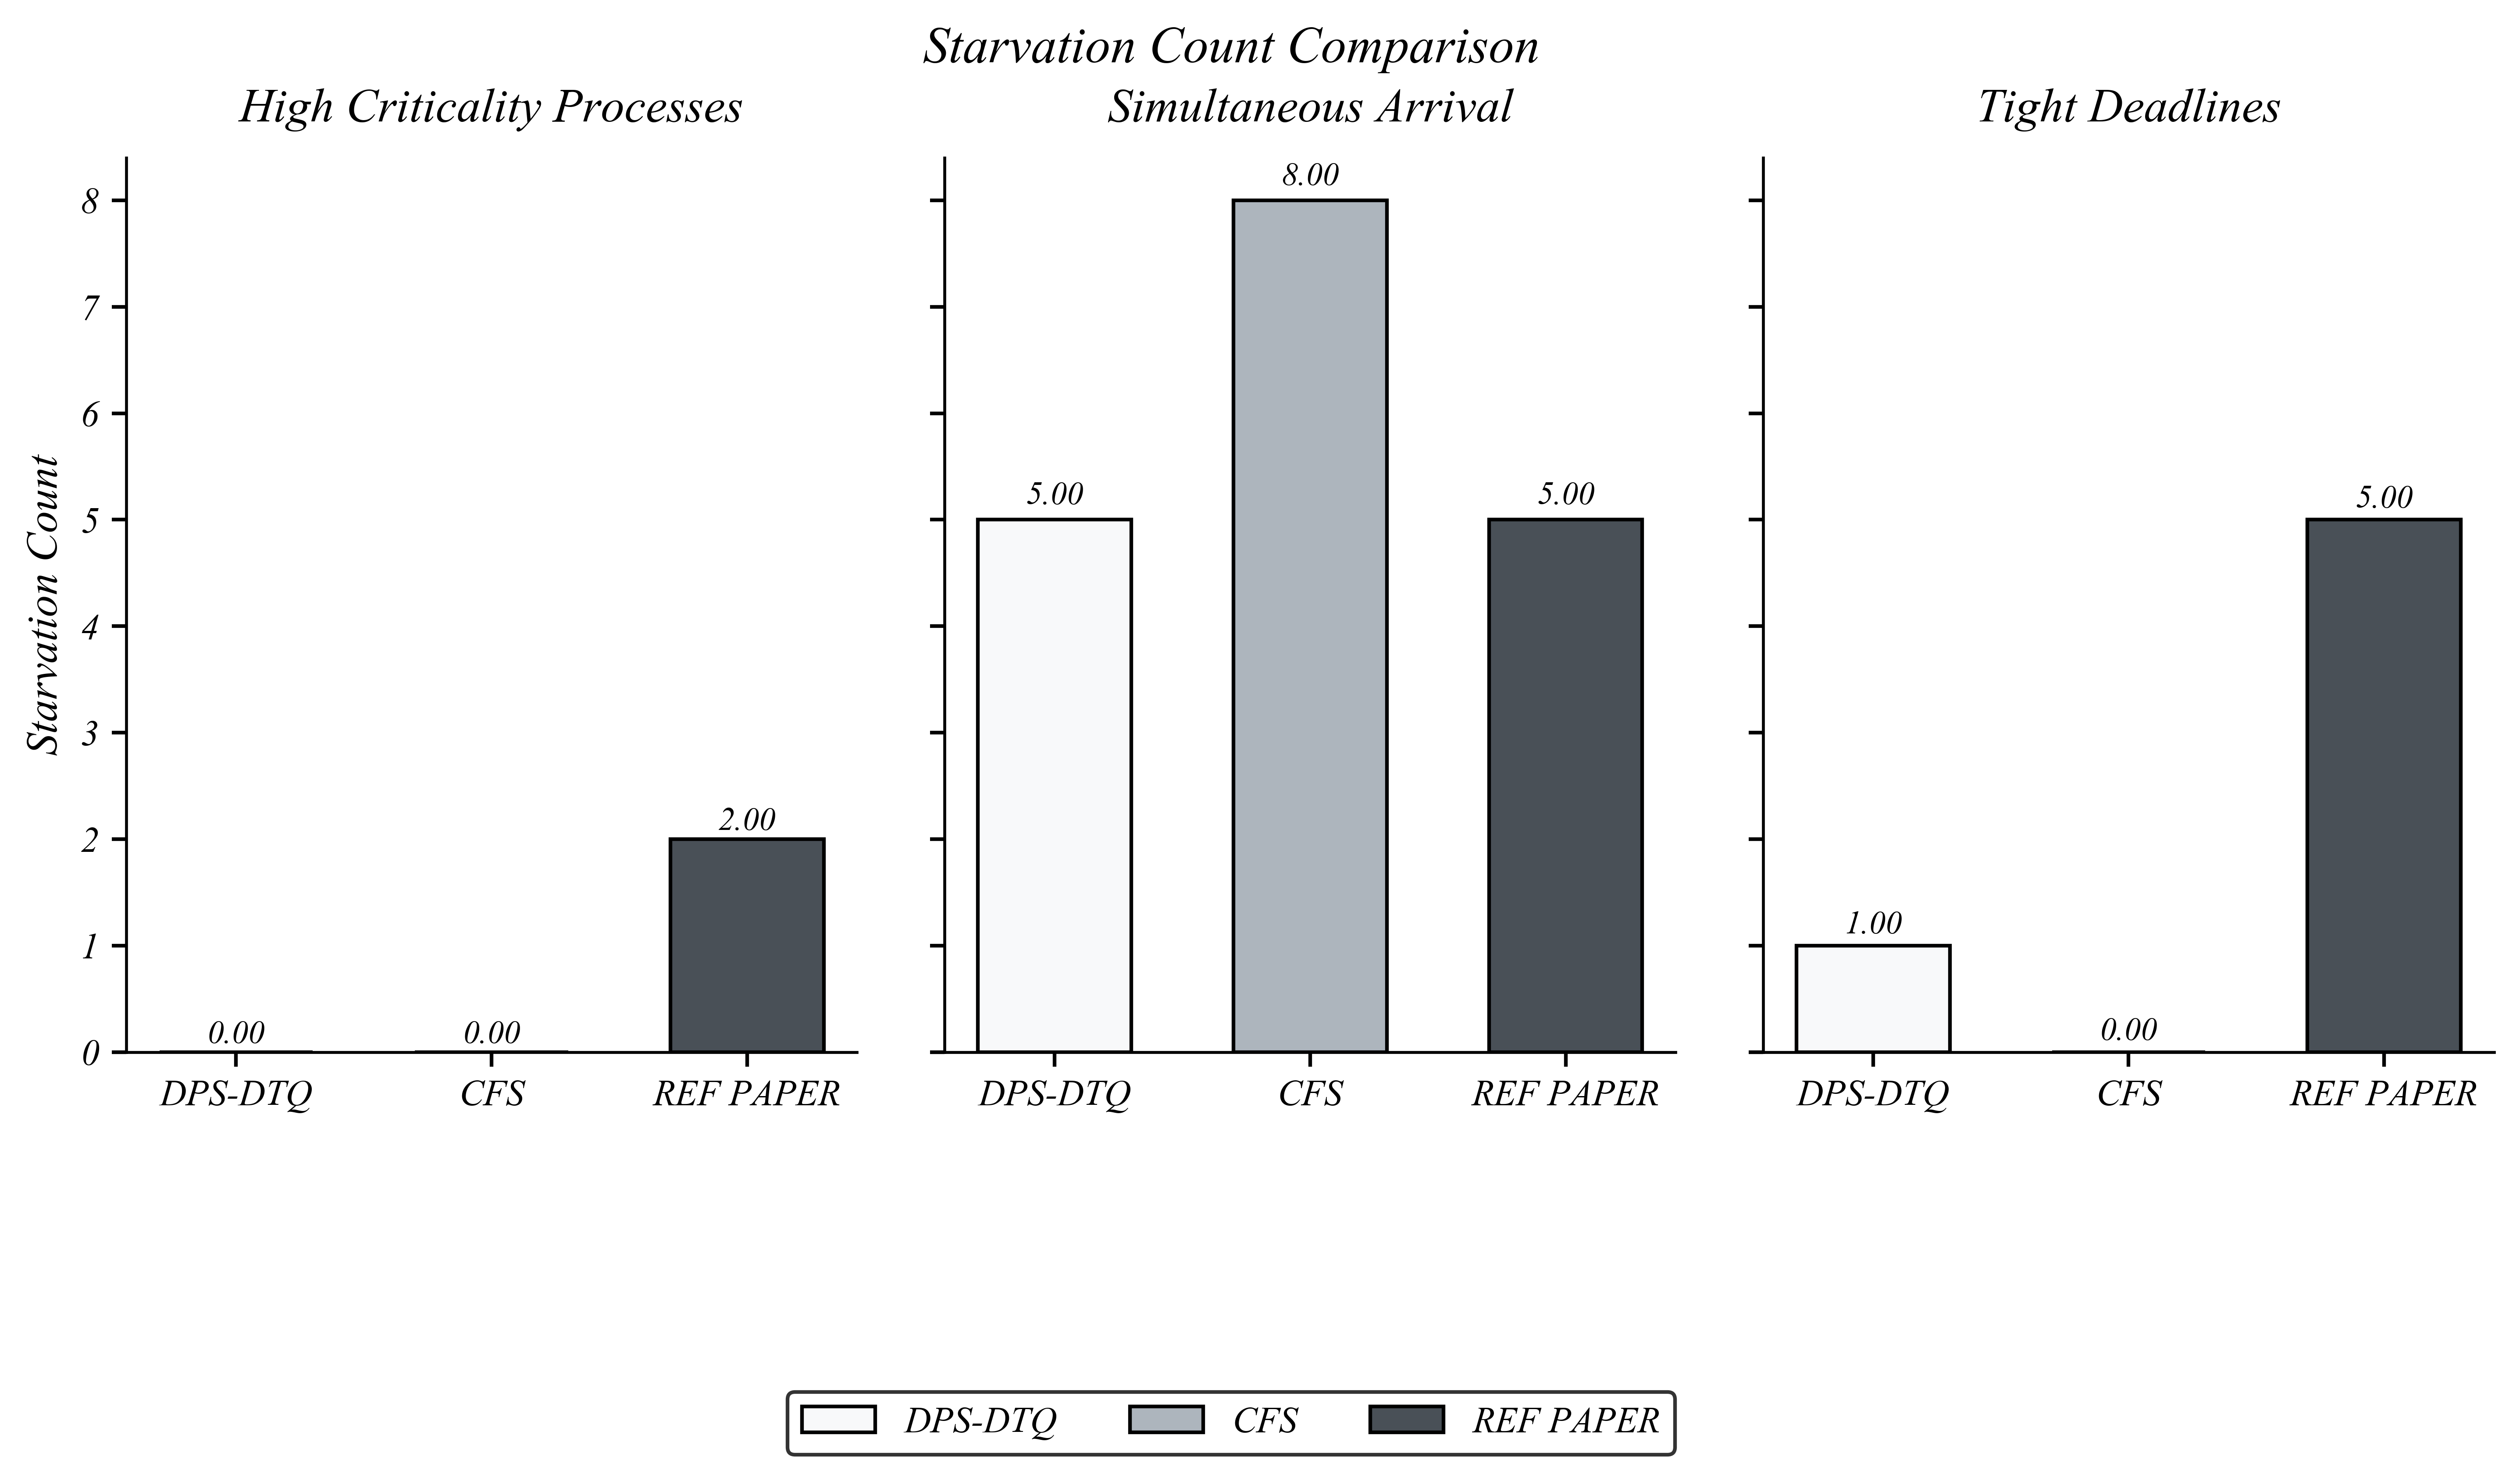 Starvation Count Comparison
High Criticality Processes
Simultaneous Arrival
Tight Deadlines
Starvation Count
8
7
6
5
4
3
2
1
0
0.00
0.00
2.00
DPS-DTQ
CFS
REF PAPER
5.00
8.00
5.00
DPS-DTQ
CFS
REF PAPER
1.00
0.00
5.00
DPS-DTQ
CFS
REF PAPER
DPS-DTQ
CFS
REF PAPER